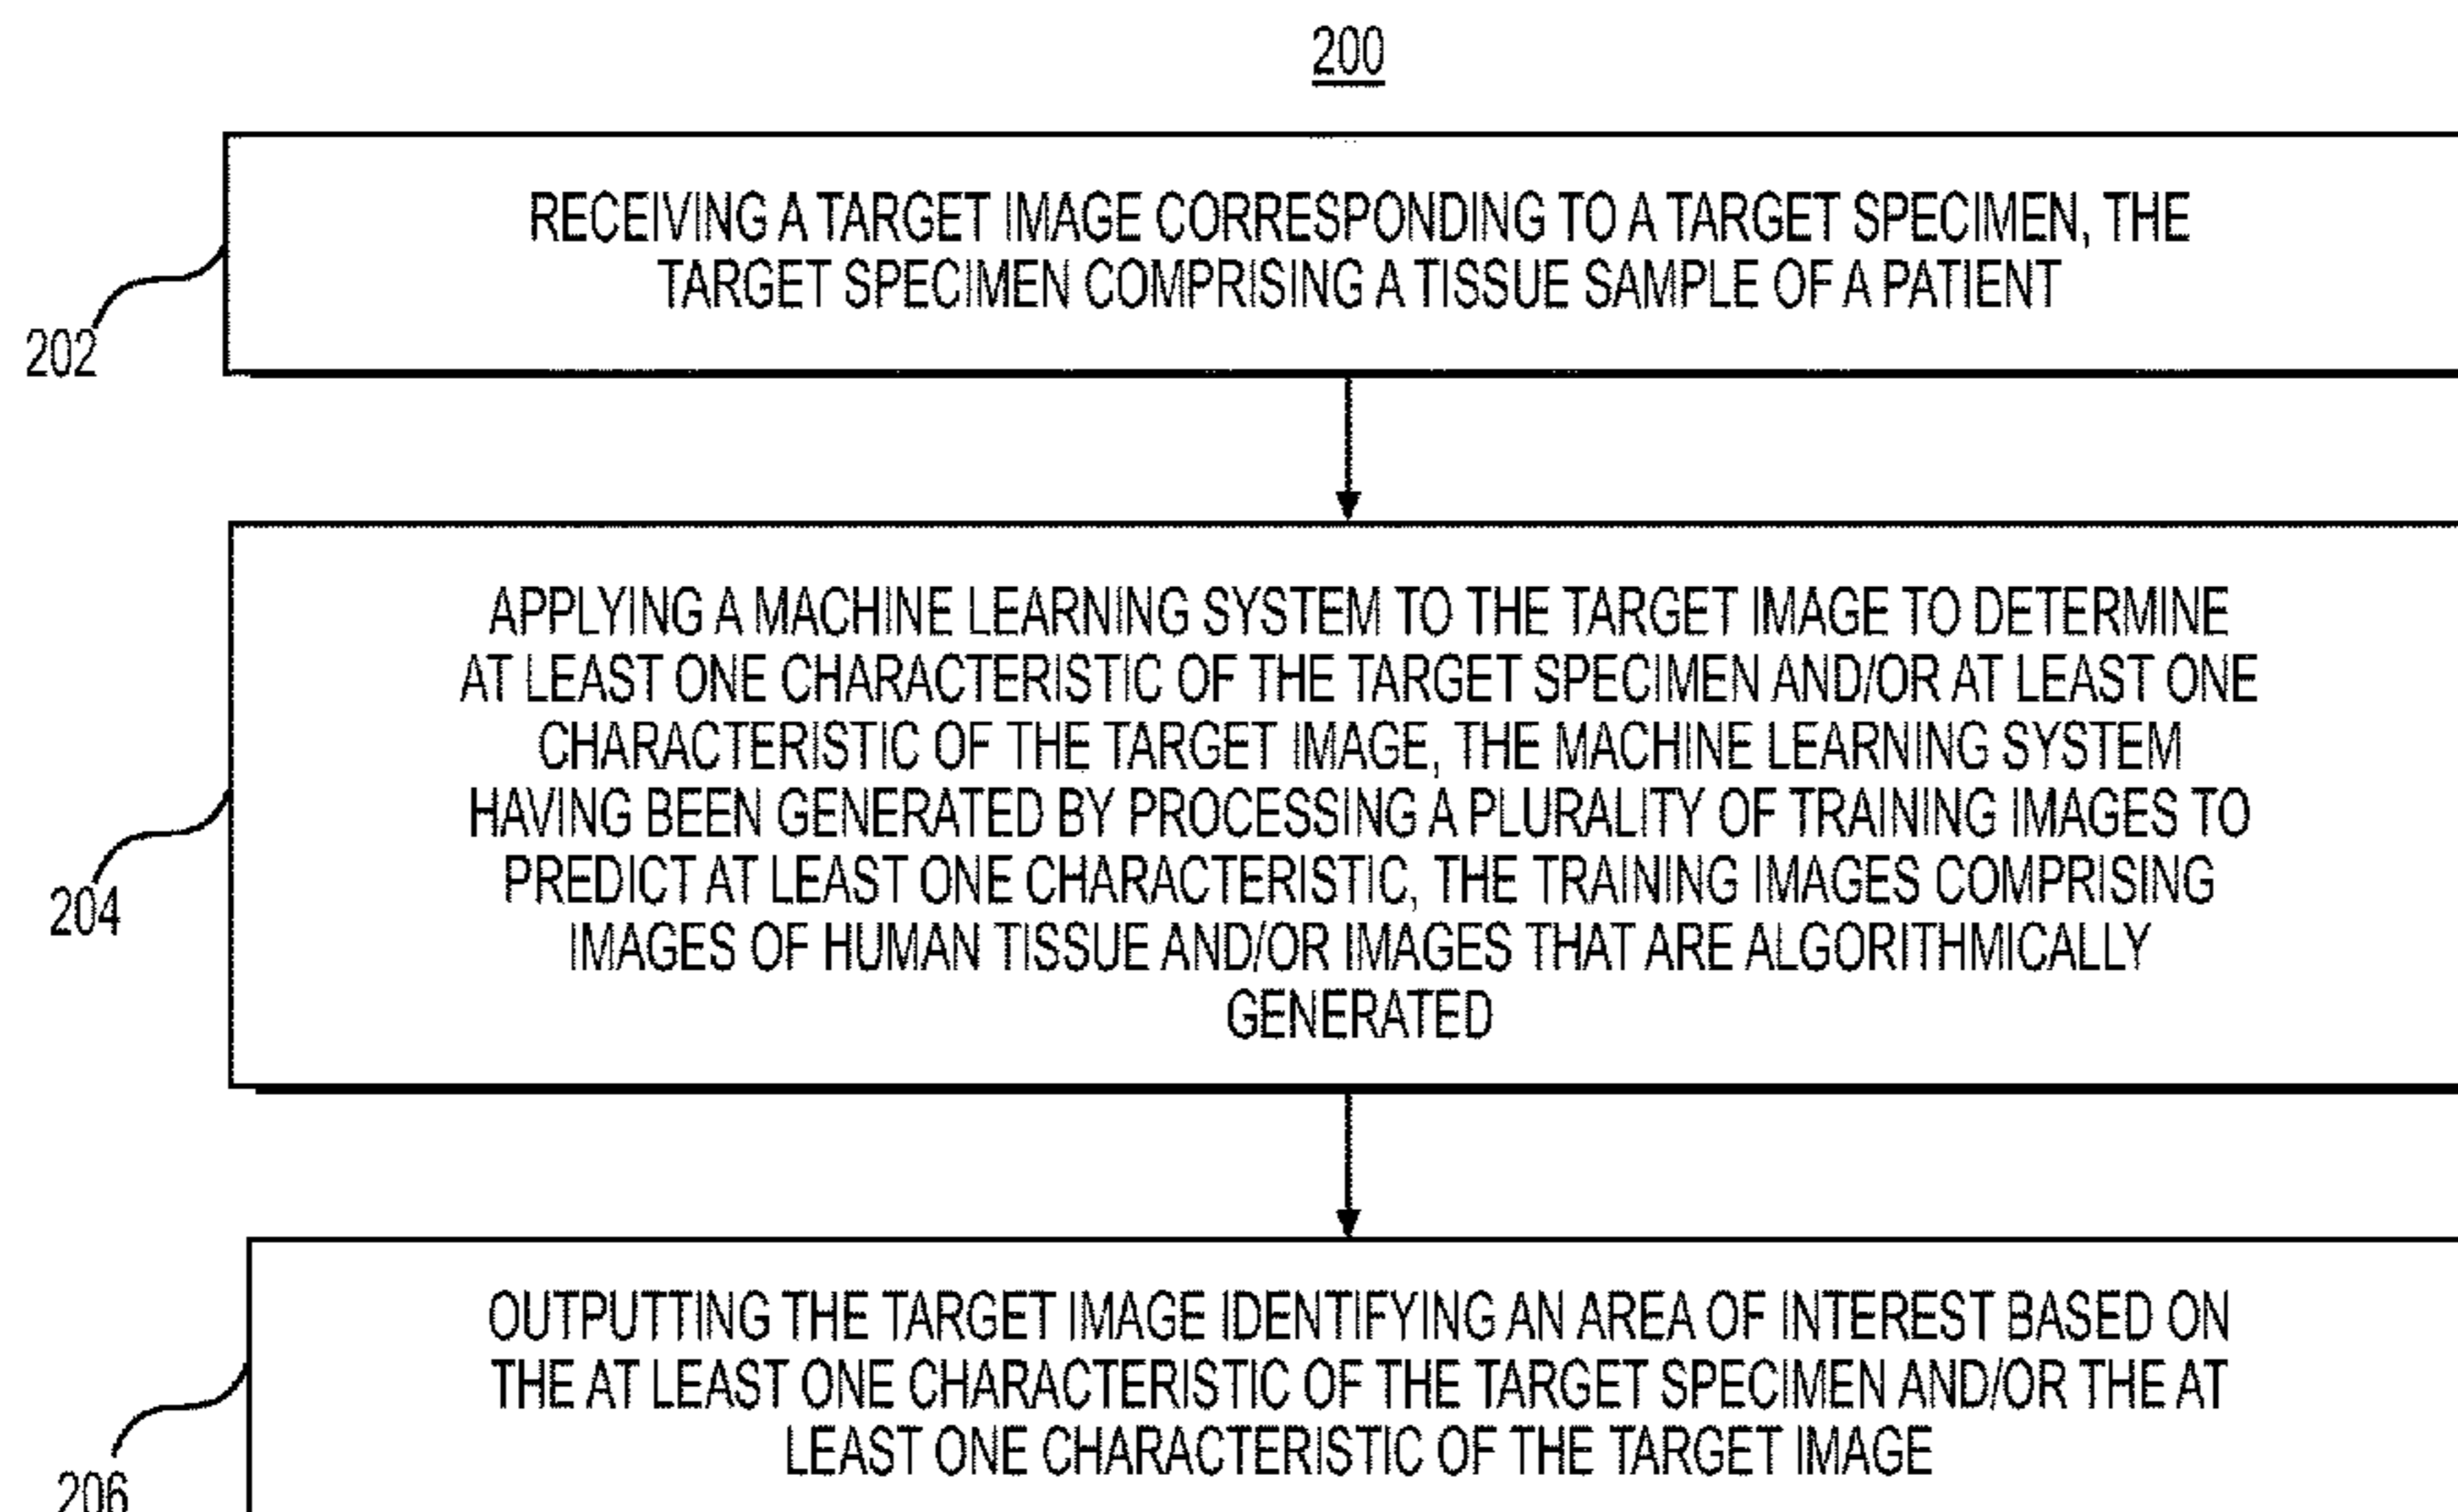 200
RECEIVING A TARGET IMAGE CORRESPONDING TO A TARGET SPECIMEN, THE
TARGET SPECIMEN COMPRISING A TISSUE SAMPLE OF A PATIENT
202
APPLYING A MACHINE LEARNING SYSTEM TO THE TARGET IMAGE TO DETERMINE
AT LEAST ONE CHARACTERISTIC OF THE TARGET SPECIMEN AND/OR AT LEAST ONE
CHARACTERISTIC OF THE TARGET IMAGE, THE MACHINE LEARNING SYSTEM
HAVING BEEN GENERATED BY PROCESSING A PLURALITY OF TRAINING IMAGES TO
PREDICT AT LEAST ONE CHARACTERISTIC, THE TRAINING IMAGES COMPRISING
IMAGES OF HUMAN TISSUE AND/OR IMAGES THAT ARE ALGORITHMICALLY
GENERATED
204
OUTPUTTING THE TARGET IMAGE IDENTIFYING AN AREA OF INTEREST BASED ON
THE AT LEAST ONE CHARACTERISTIC OF THE TARGET SPECIMEN AND/OR THE AT
LEAST ONE CHARACTERISTIC OF THE TARGET IMAGE
206